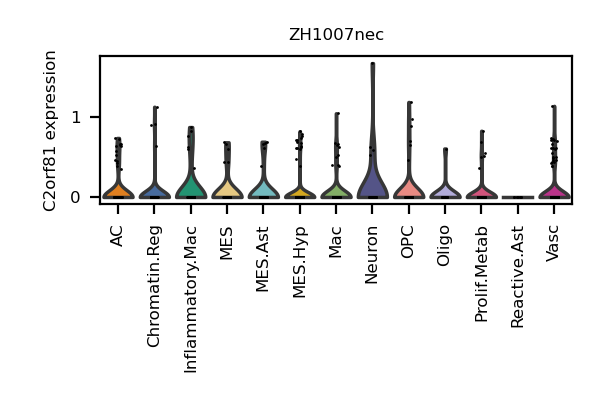 ZH1007nec
C2orf81 expression
1
0
AC
Chromatin.Reg
Inflammatory.Mac
MES
MES.Ast
MES.Hyp
Mac
Neuron
OPC
Oligo
Prolif.Metab
Reactive.Ast
Vasc